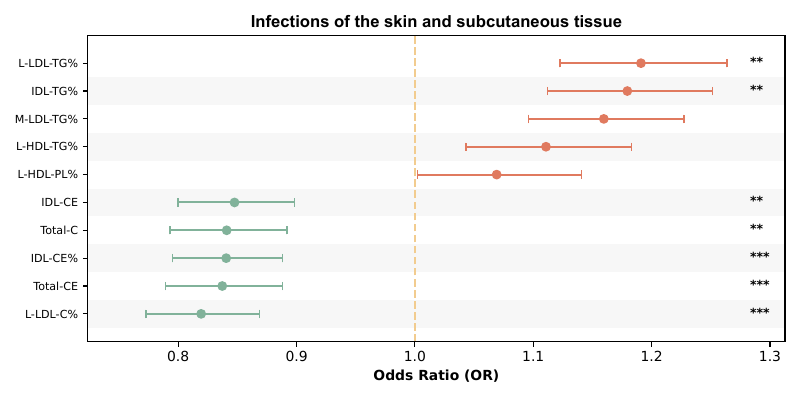 Infections of the skin and subcutaneous tissue
L-LDL-TG% **
IDL-TG% **
M-LDL-TG%
L-HDL-TG%
L-HDL-PL%
IDL-CE **
Total-C **
IDL-CE% ***
Total-CE ***
L-LDL-C% ***
0.8 0.9 1.0 1.1 1.2 1.3
Odds Ratio (OR)